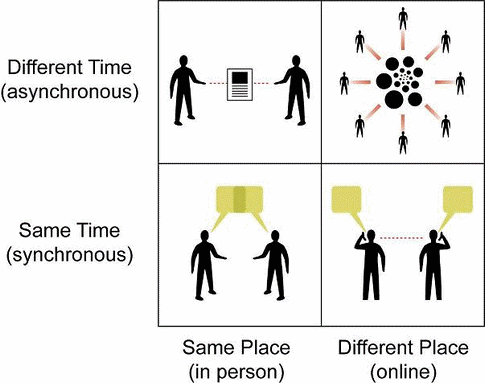 Different Time
(asynchronous)
Same Time
(synchronous)
Same Place
(in person)
Different Place
(online)